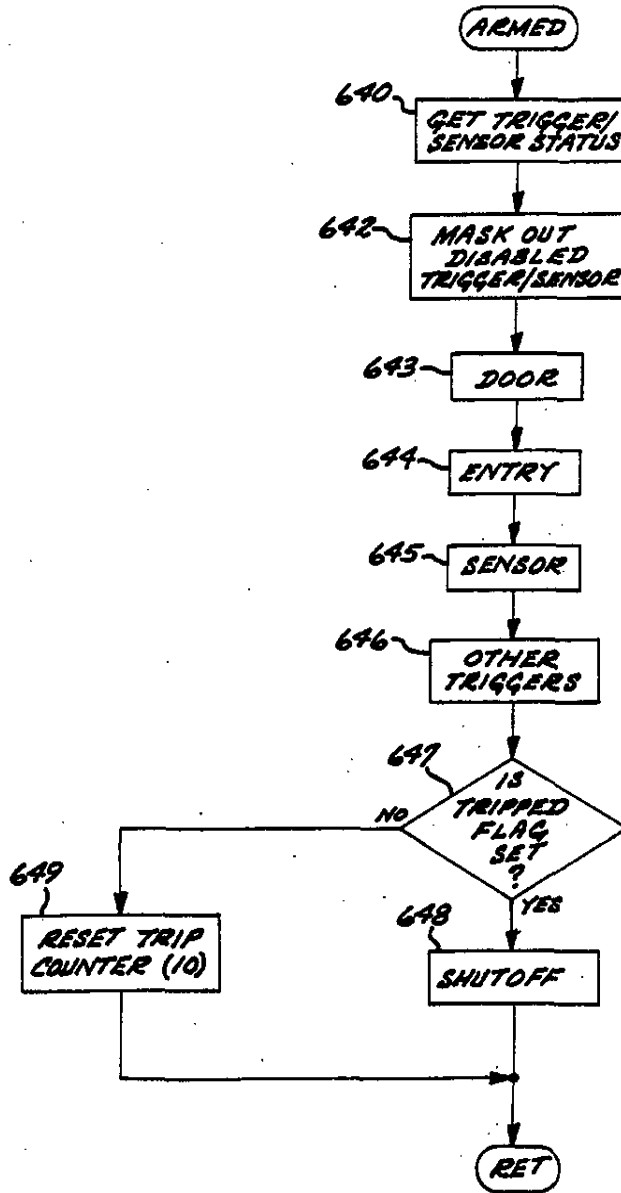 ARMED
640
GET TRIGGER/
SENSOR STATUS
642
MASK OUT
DISABLED
TRIGGER/SENSOR
643
DOOR
644
ENTRY
645
SENSOR
646
OTHER
TRIGGERS
647
IS
TRIPPED
FLAG
SET
?
NO
YES
649
RESET TRIP
COUNTER (10)
648
SHUTOFF
RET